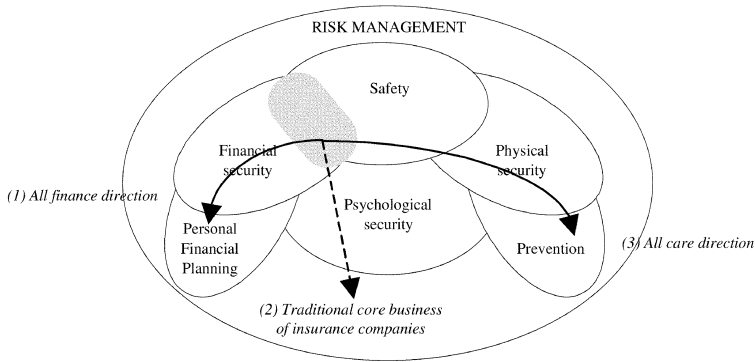 RISK MANAGEMENT
Safety
Financial
security
Physical
security
(1) All finance direction
Psychological
security
Personal
Financial
Planning
Prevention
(3) All care direction
(2) Traditional core business
of insurance companies